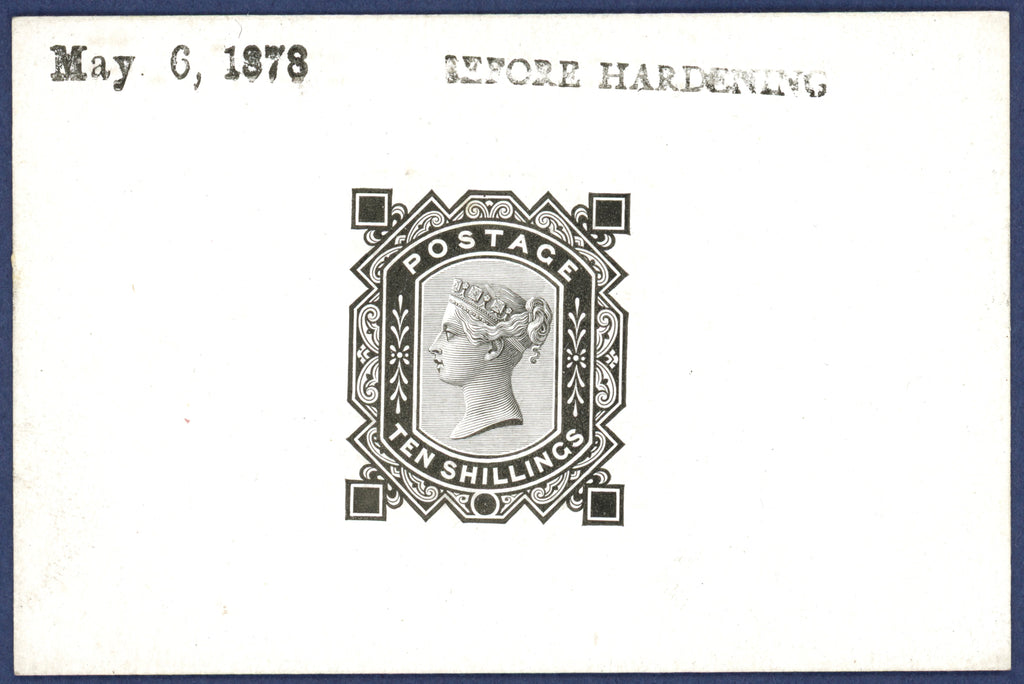 May 6, 1878
BEFORE HARDENING
POSTAGE
TEN SHILLINGS